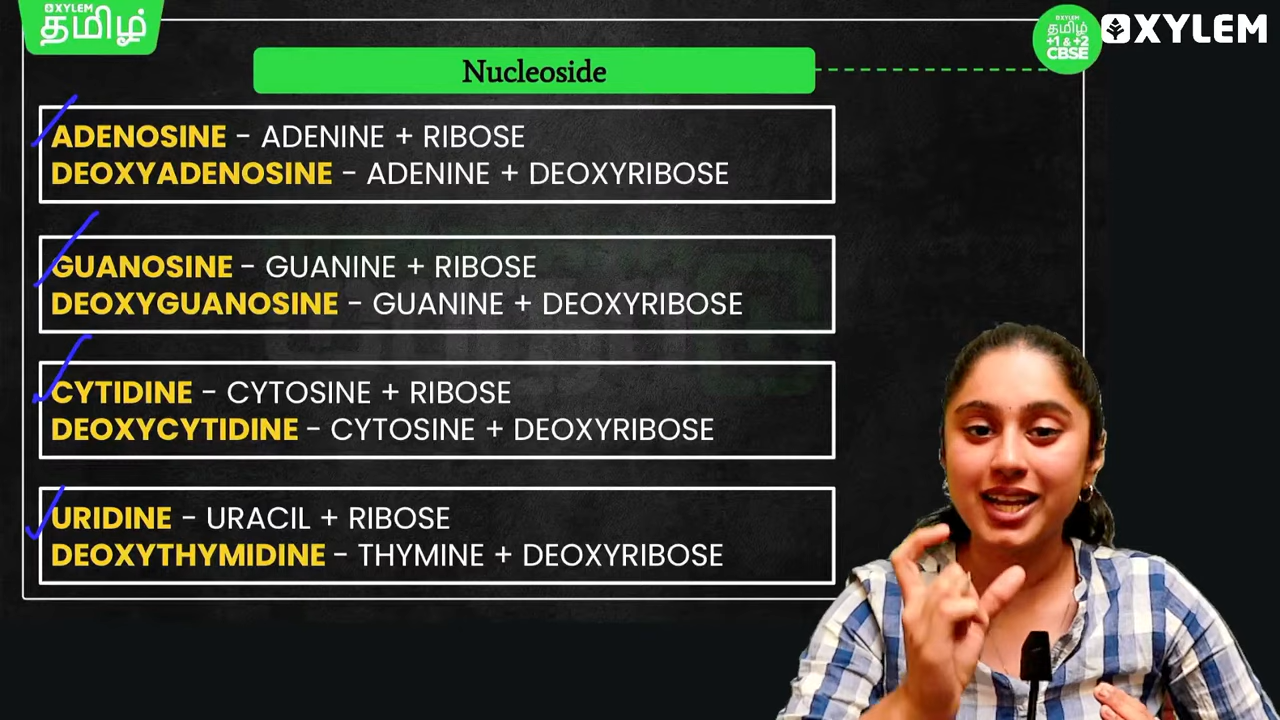 OXYLEM
தமிழ்
OXYLEM
தமிழ்
+1 & +2
CBSE
OXYLEM
Nucleoside
ADENOSINE - ADENINE + RIBOSE
DEOXYADENOSINE - ADENINE + DEOXYRIBOSE
GUANOSINE - GUANINE + RIBOSE
DEOXYGUANOSINE - GUANINE + DEOXYRIBOSE
CYTIDINE - CYTOSINE + RIBOSE
DEOXYCYTIDINE - CYTOSINE + DEOXYRIBOSE
URIDINE - URACIL + RIBOSE
DEOXYTHYMIDINE - THYMINE + DEOXYRIBOSE